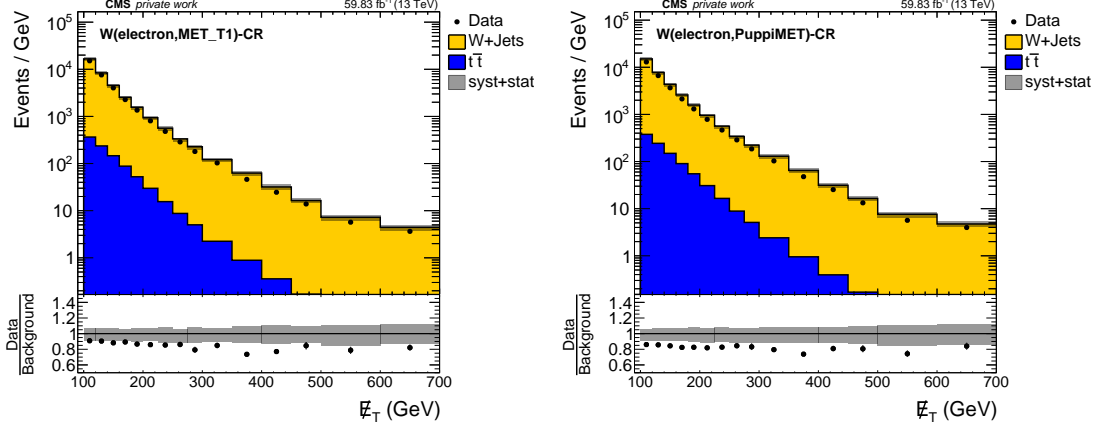 CMS private work 59.83 fb⁻¹ (13 TeV)
W(electron,MET_T1)-CR
Events / GeV
10⁵
10⁴
10³
10²
10
1
Data
W+Jets
tt̅
syst+stat
Data
Background
1.4
1.2
1
0.8
0.6
100 200 300 400 500 600 700
E̸_T (GeV)
CMS private work 59.83 fb⁻¹ (13 TeV)
W(electron,PuppiMET)-CR
Events / GeV
10⁵
10⁴
10³
10²
10
1
Data
W+Jets
tt̅
syst+stat
Data
Background
1.4
1.2
1
0.8
0.6
100 200 300 400 500 600 700
E̸_T (GeV)